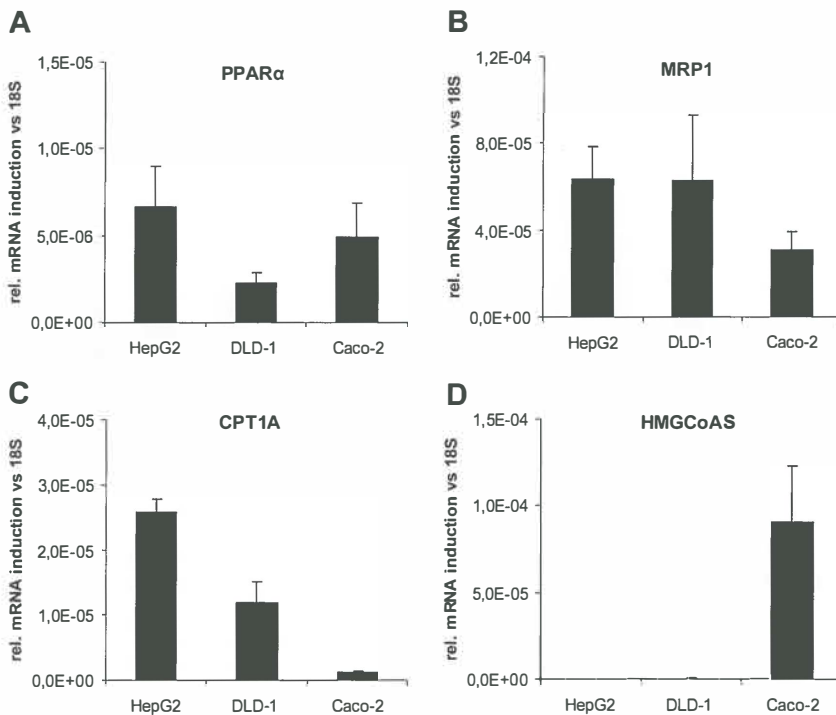 A
PPARα
rel. mRNA induction vs 18S
1,5E-05
1,0E-05
5,0E-06
0,0E+00
HepG2 DLD-1 Caco-2
B
MRP1
rel. mRNA induction vs 18S
1,2E-04
8,0E-05
4,0E-05
0,0E+00
HepG2 DLD-1 Caco-2
C
CPT1A
rel. mRNA induction vs 18S
4,0E-05
3,0E-05
2,0E-05
1,0E-05
0,0E+00
HepG2 DLD-1 Caco-2
D
HMGCoAS
rel. mRNA induction vs 18S
1,5E-04
1,0E-04
5,0E-05
0,0E+00
HepG2 DLD-1 Caco-2